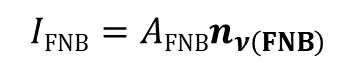 I_FNB = A_FNB n_ν(FNB)